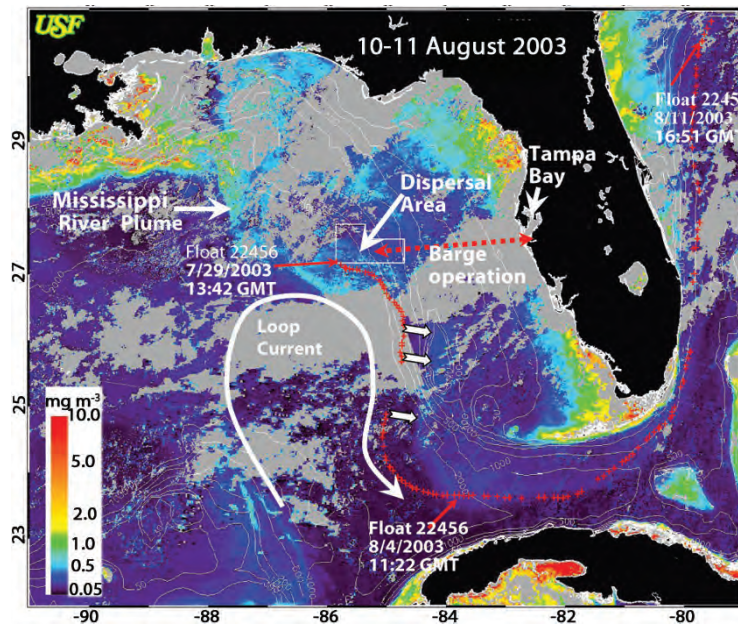 USF
10-11 August 2003
Float 2245
8/11/2003
16:51 GMT
Tampa
Bay
Dispersal
Area
Mississippi
River Plume
Float 22456
7/29/2003
13:42 GMT
Barge
operation
Loop
Current
mg m-3
10.0
5.0
2.0
1.0
0.5
0.05
Float 22456
8/4/2003
11:22 GMT
29
27
25
23
-90
-88
-86
-84
-82
-80